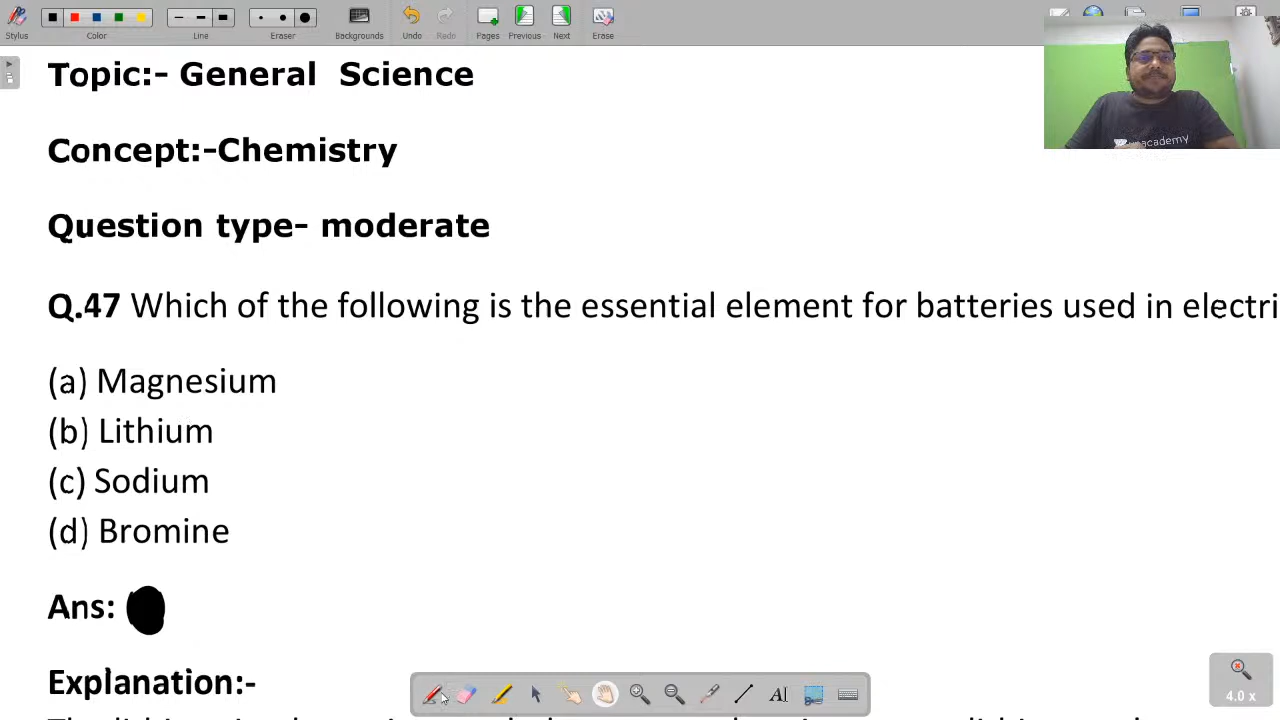 Stylus
Color
Line
Eraser
Backgrounds
Undo
Redo
Pages
Previous
Next
Erase
Topic:- General Science
Concept:-Chemistry
Question type- moderate
Q.47 Which of the following is the essential element for batteries used in electri
(a) Magnesium
(b) Lithium
(c) Sodium
(d) Bromine
Ans:
Explanation:-
4.0 x